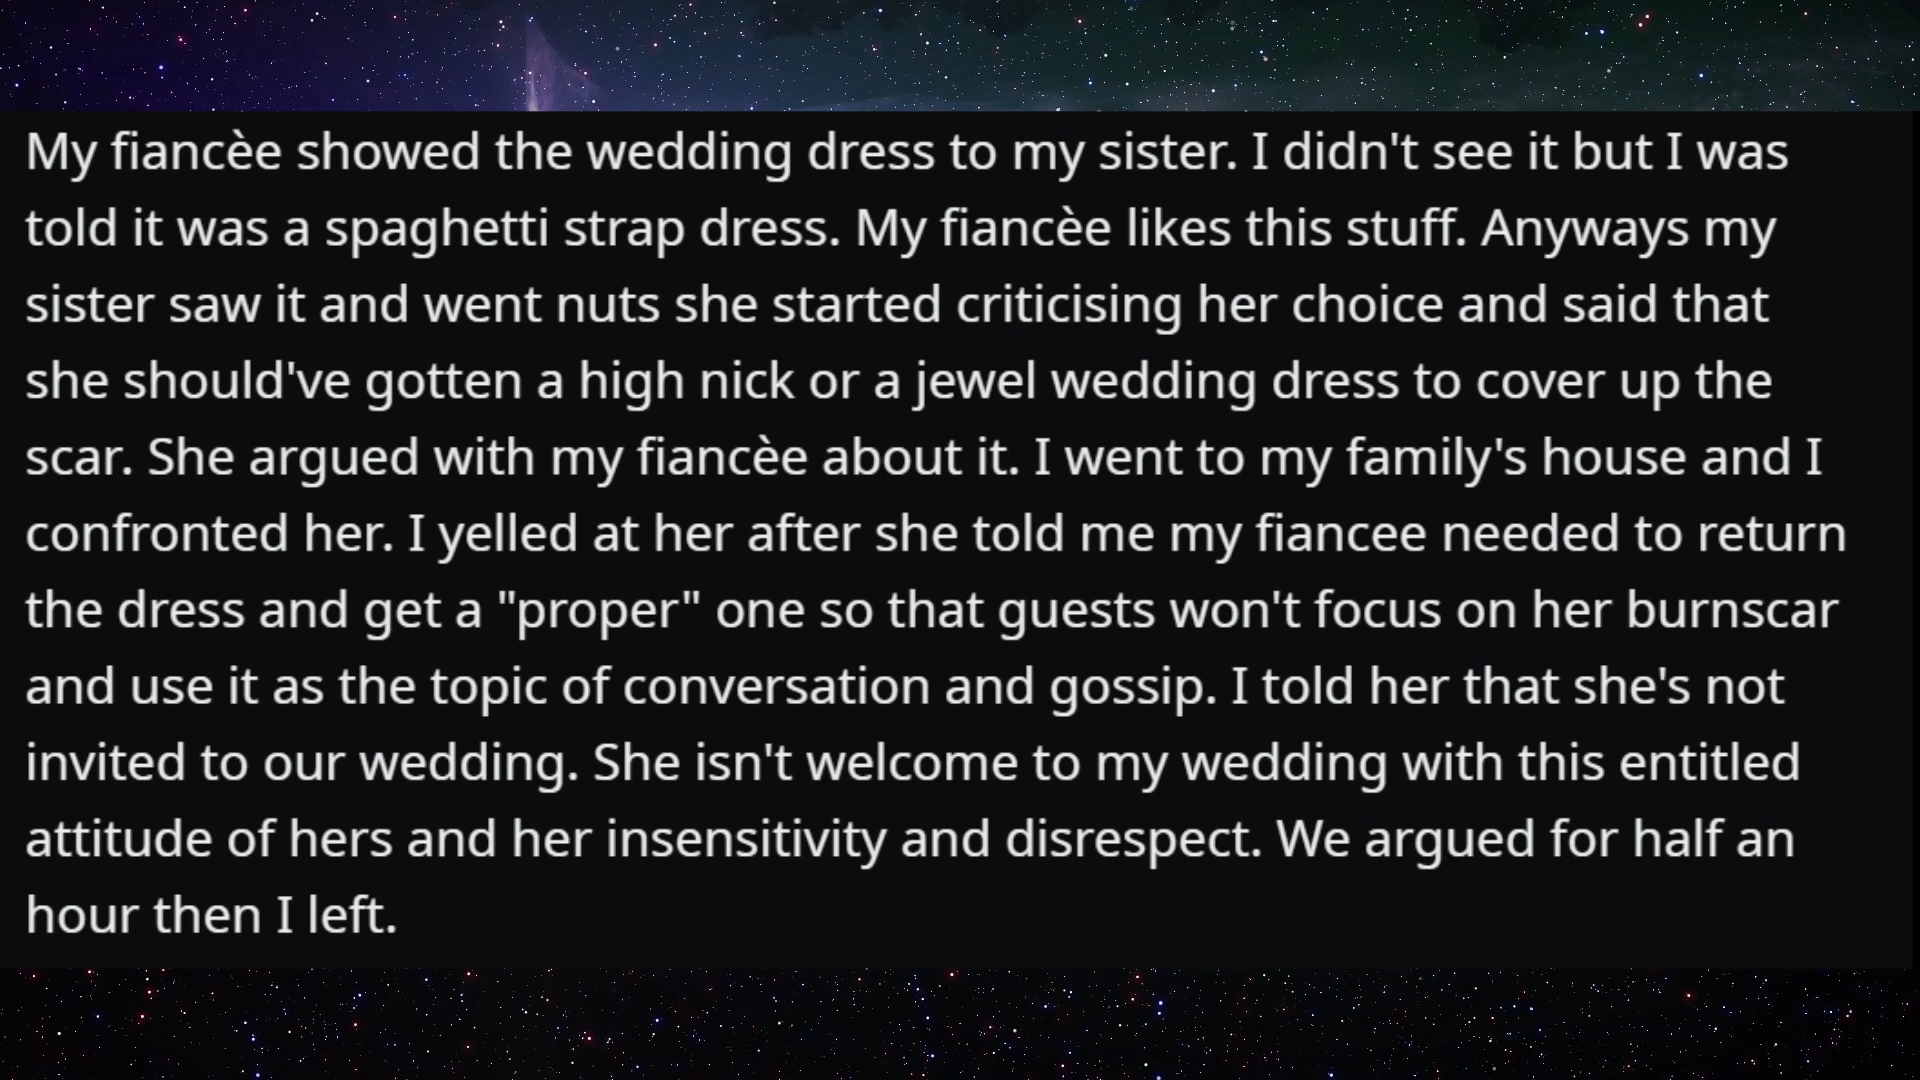 My fiancèe showed the wedding dress to my sister. I didn't see it but I was
told it was a spaghetti strap dress. My fiancèe likes this stuff. Anyways my
sister saw it and went nuts she started criticising her choice and said that
she should've gotten a high nick or a jewel wedding dress to cover up the
scar. She argued with my fiancèe about it. I went to my family's house and I
confronted her. I yelled at her after she told me my fiancee needed to return
the dress and get a "proper" one so that guests won't focus on her burnscar
and use it as the topic of conversation and gossip. I told her that she's not
invited to our wedding. She isn't welcome to my wedding with this entitled
attitude of hers and her insensitivity and disrespect. We argued for half an
hour then I left.